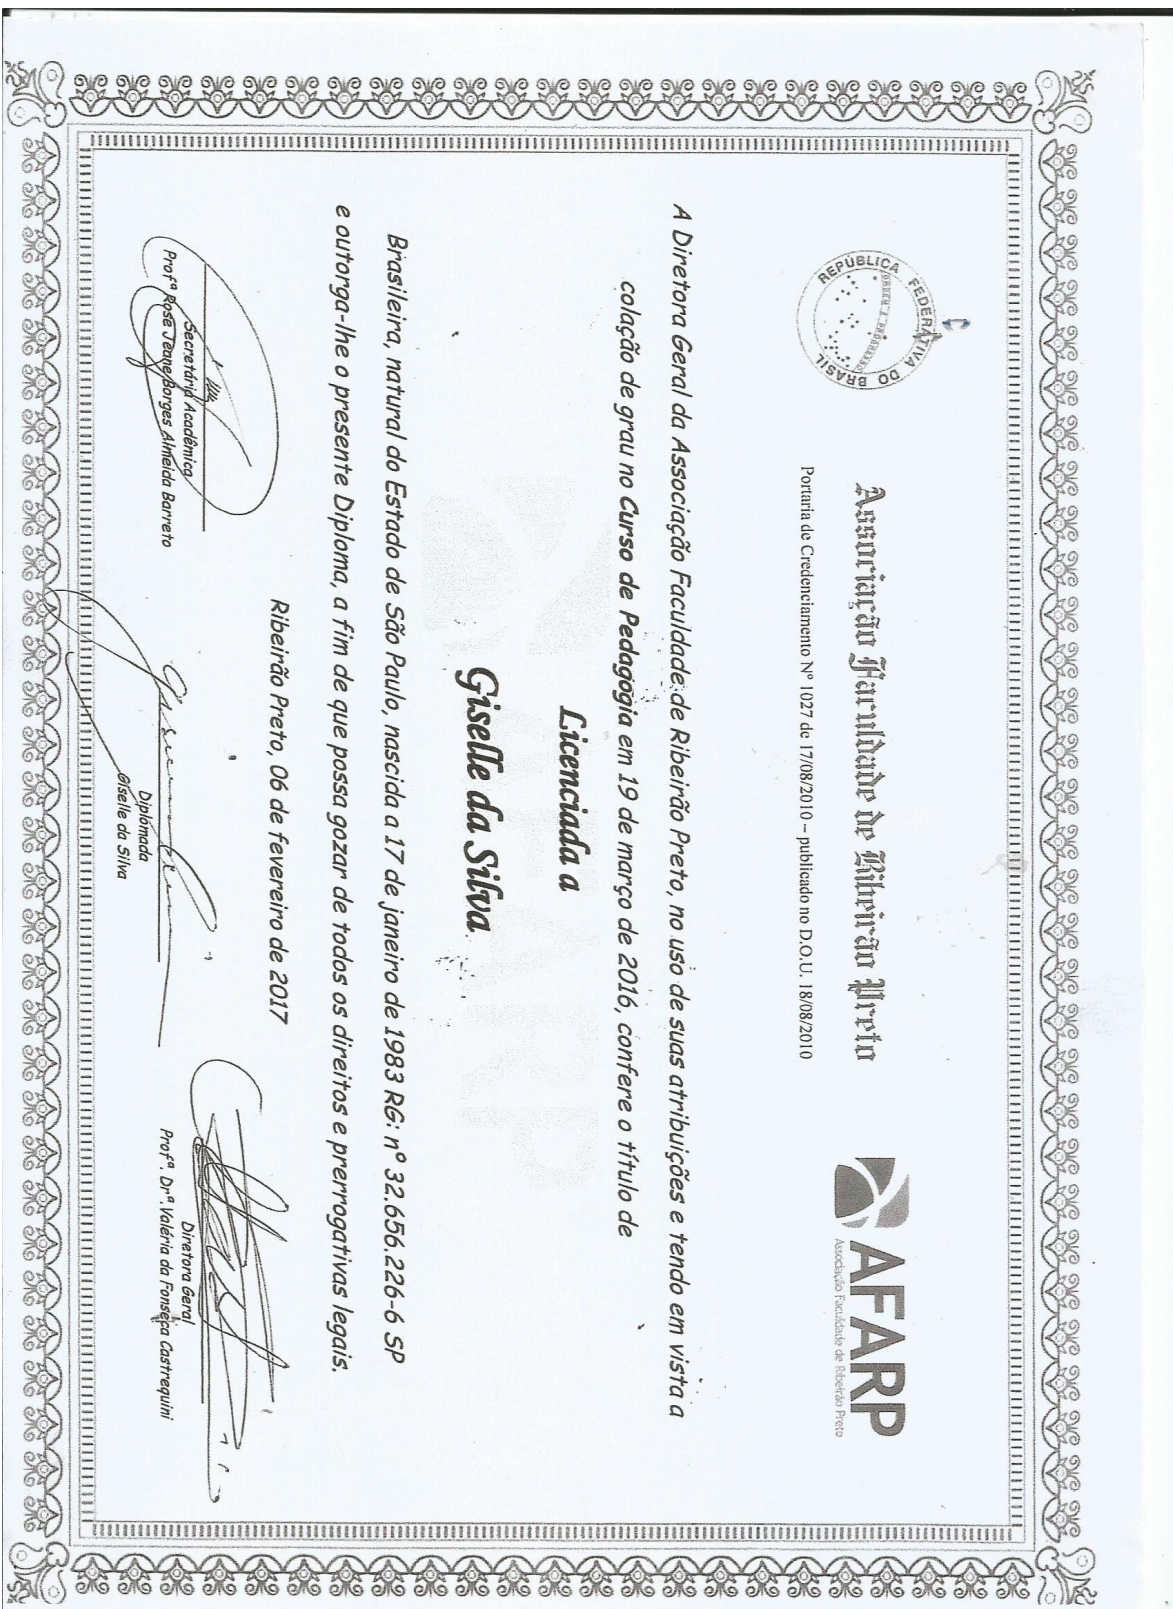 REPÚBLICA FEDERATIVA DO BRASIL
ORDEM E PROGRESSO
Associação Faculdade de Ribeirão Preto
AFARP
Associação Faculdade de Ribeirão Preto
Portaria de Credenciamento Nº 1027 de 17/08/2010 – publicado no D.O.U. 18/08/2010
A Diretora Geral da Associação Faculdade de Ribeirão Preto, no uso de suas atribuições e tendo em vista a
colação de grau no Curso de Pedagogia em 19 de março de 2016, confere o título de
Licenciada a
Giselle da Silva
Brasileira, natural do Estado de São Paulo, nascida a 17 de janeiro de 1983 RG: nº 32.656.226-6 SP
e outorga-lhe o presente Diploma, a fim de que possa gozar de todos os direitos e prerrogativas legais.
Ribeirão Preto, 06 de fevereiro de 2017
Secretária Acadêmica
Profª Rose Jeane Borges Almeida Barreto
Diplomada
Giselle da Silva
Diretora Geral
Profª. Drª. Valéria da Fonseca Castrequini